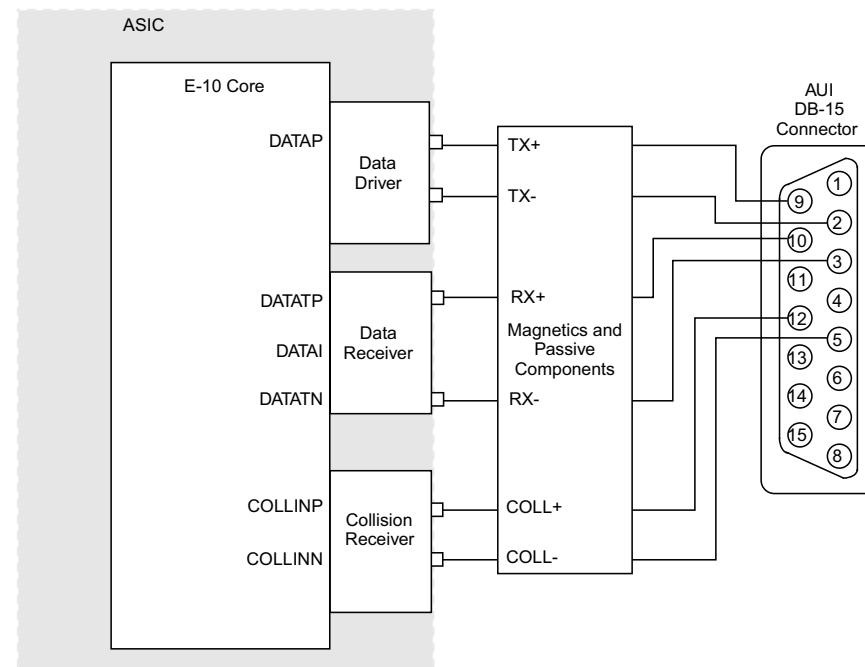 ASIC
E-10 Core
DATAP
Data
Driver
DATATP
DATAI
DATATN
Data
Receiver
COLLINP
COLLINN
Collision
Receiver
TX+
TX-
RX+
Magnetics and
Passive
Components
RX-
COLL+
COLL-
AUI
DB-15
Connector
1
9
2
10
3
11
4
12
5
13
6
14
7
15
8